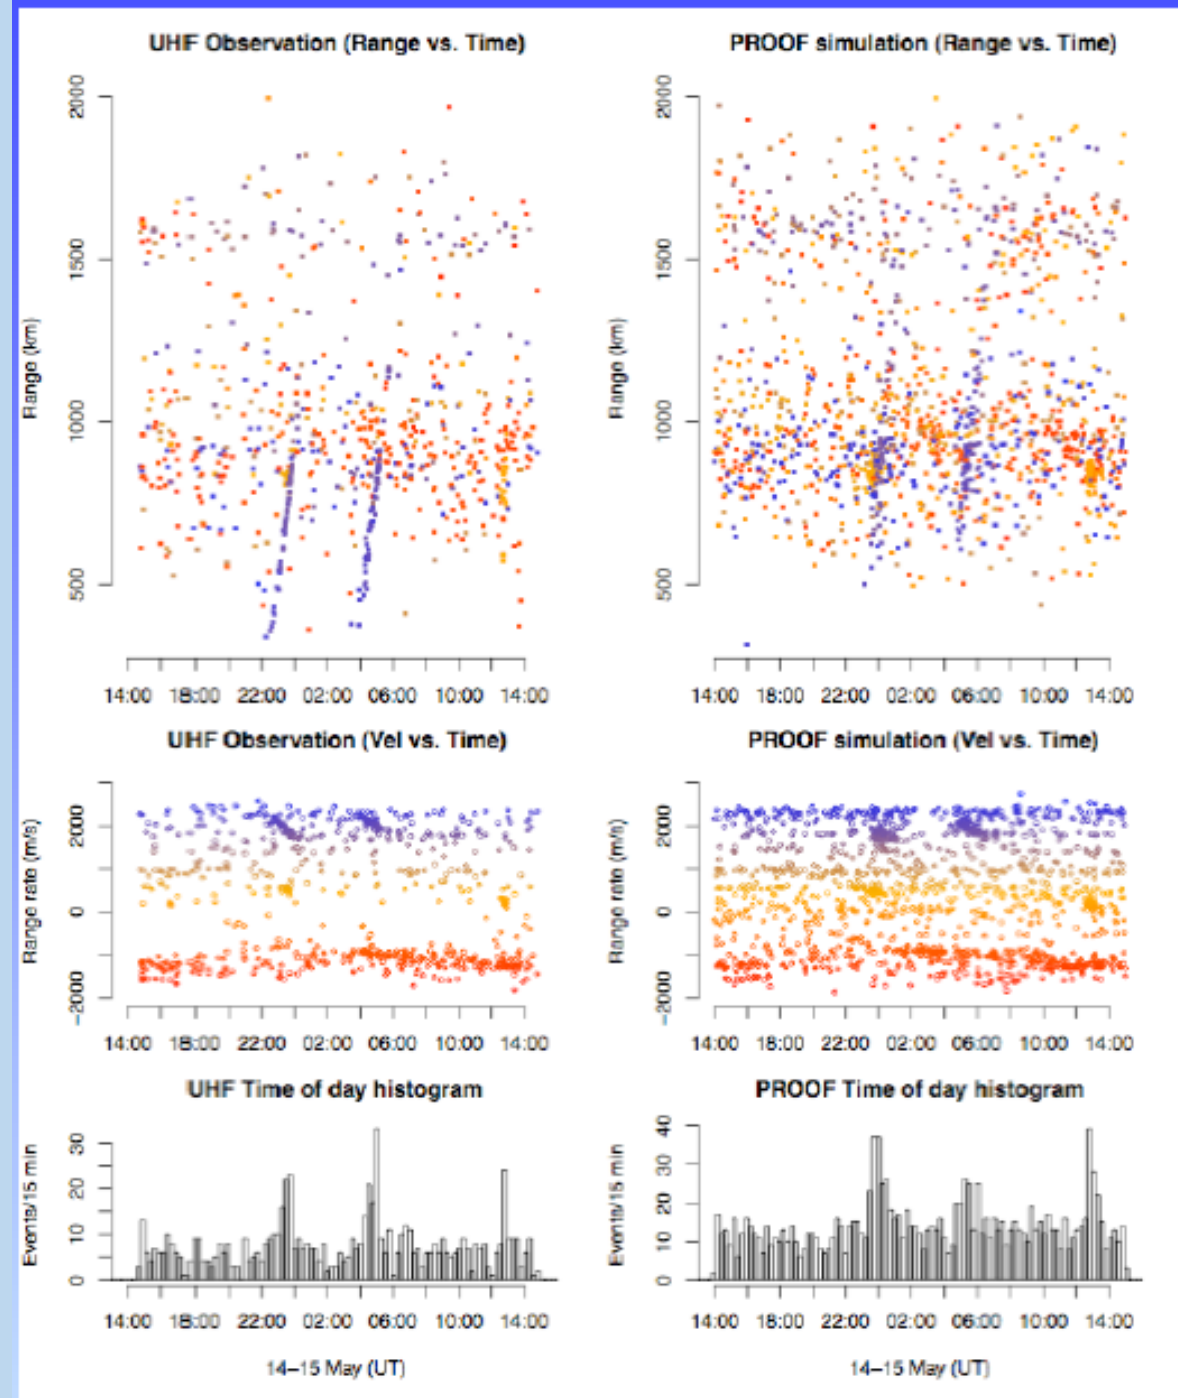 UHF Observation (Range vs. Time)
PROOF simulation (Range vs. Time)
Range (km)
2000
1500
1000
500
14:00 18:00 22:00 02:00 06:00 10:00 14:00
Range (km)
2000
1500
1000
500
14:00 18:00 22:00 02:00 06:00 10:00 14:00
UHF Observation (Vel vs. Time)
PROOF simulation (Vel vs. Time)
Range rate (m/s)
2000
0
−2000
14:00 18:00 22:00 02:00 06:00 10:00 14:00
Range rate (m/s)
2000
0
−2000
14:00 18:00 22:00 02:00 06:00 10:00 14:00
UHF Time of day histogram
PROOF Time of day histogram
Events/15 min
30
20
10
0
14:00 18:00 22:00 02:00 06:00 10:00 14:00
14–15 May (UT)
Events/15 min
40
30
20
10
0
14:00 18:00 22:00 02:00 06:00 10:00 14:00
14–15 May (UT)